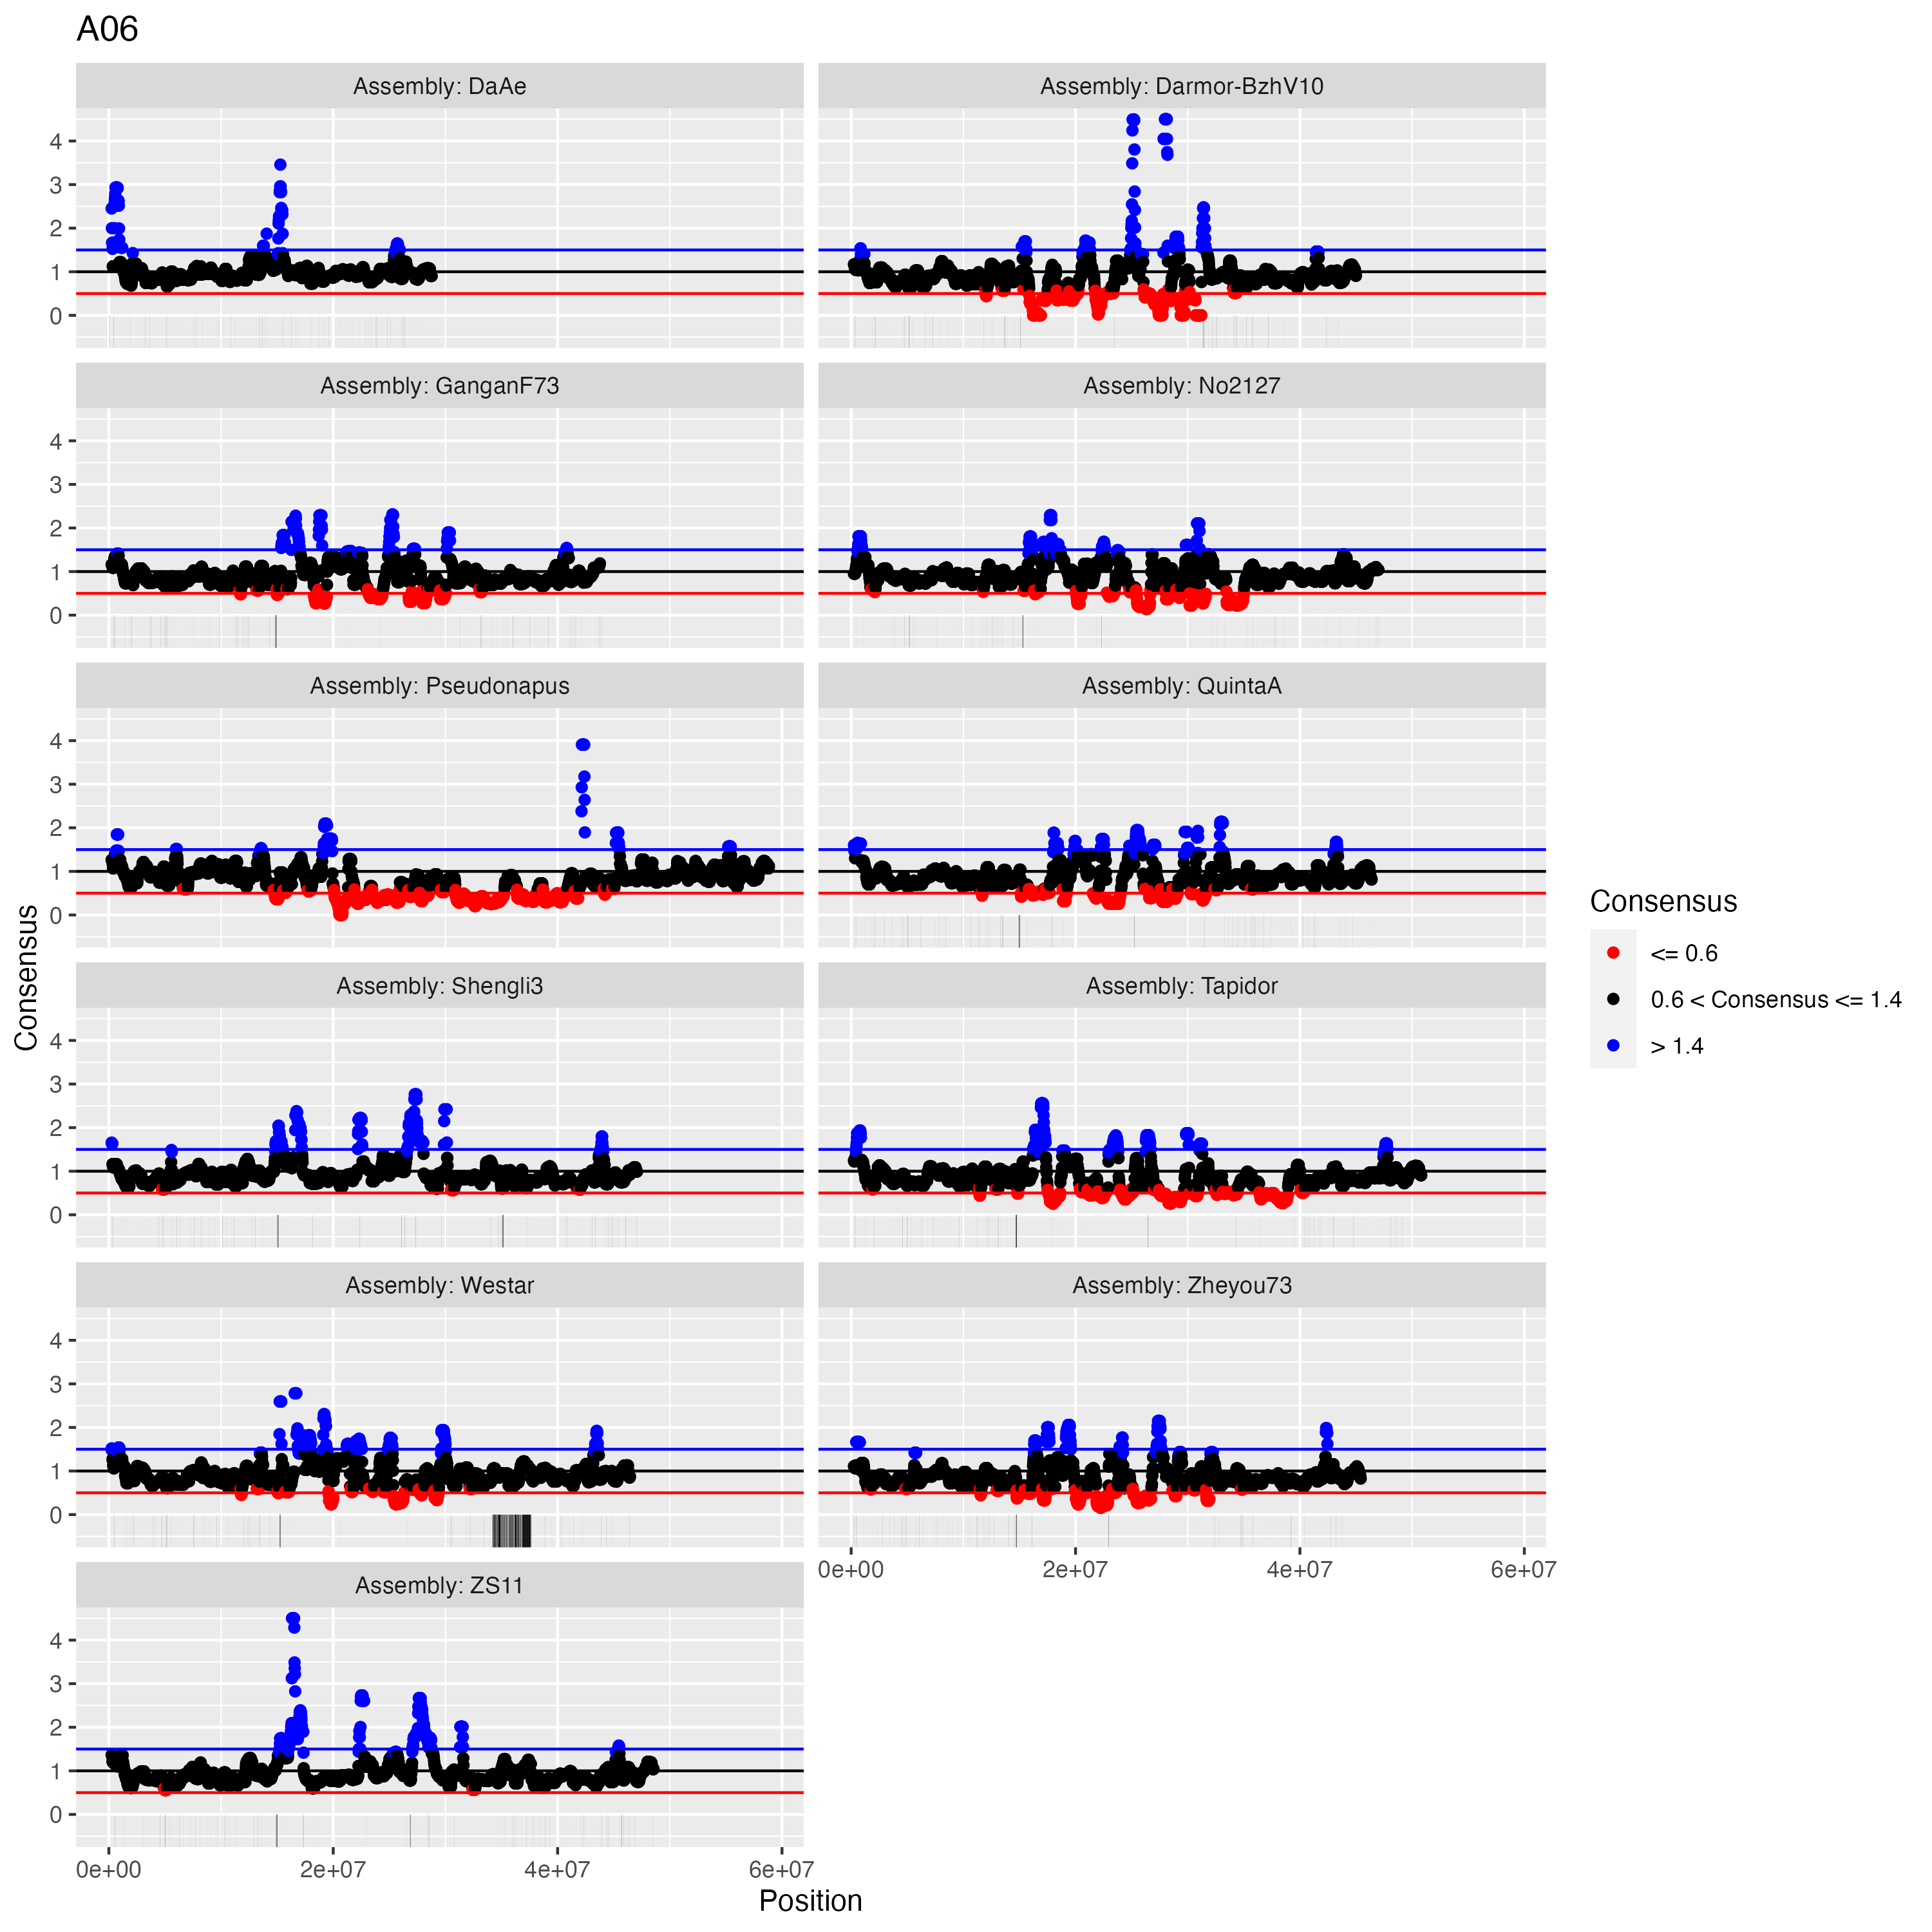 A06
Assembly: DaAe
Assembly: Darmor-BzhV10
4
3
2
1
0
Assembly: GanganF73
Assembly: No2127
4
3
2
1
0
Assembly: Pseudonapus
Assembly: QuintaA
4
3
2
1
0
Assembly: Shengli3
Assembly: Tapidor
4
3
2
1
0
Assembly: Westar
Assembly: Zheyou73
4
3
2
1
0
0e+00 2e+07 4e+07 6e+07
Assembly: ZS11
4
3
2
1
0
0e+00 2e+07 4e+07 6e+07
Position
Consensus
Consensus
<= 0.6
0.6 < Consensus <= 1.4
> 1.4